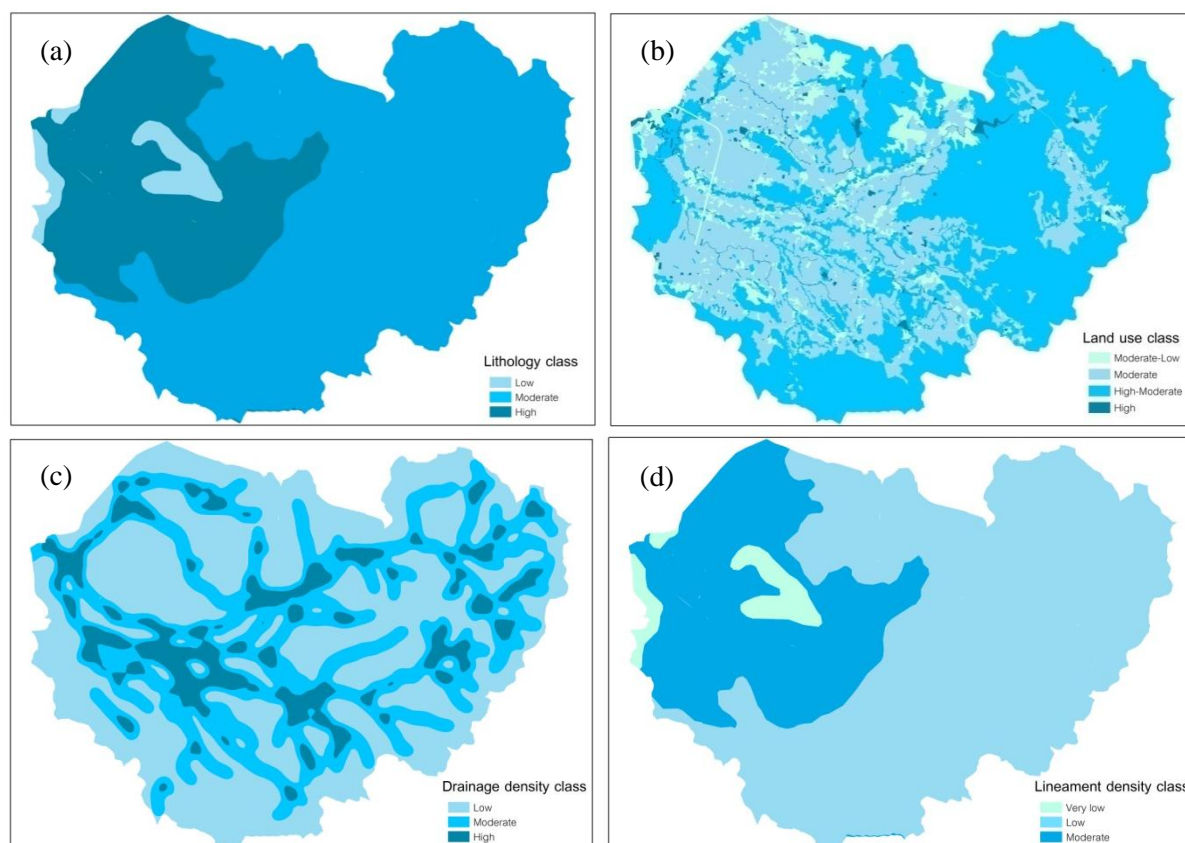 (a)
Lithology class
Low
Moderate
High
(b)
Land use class
Moderate-Low
Moderate
High-Moderate
High
(c)
Drainage density class
Low
Moderate
High
(d)
Lineament density class
Very low
Low
Moderate